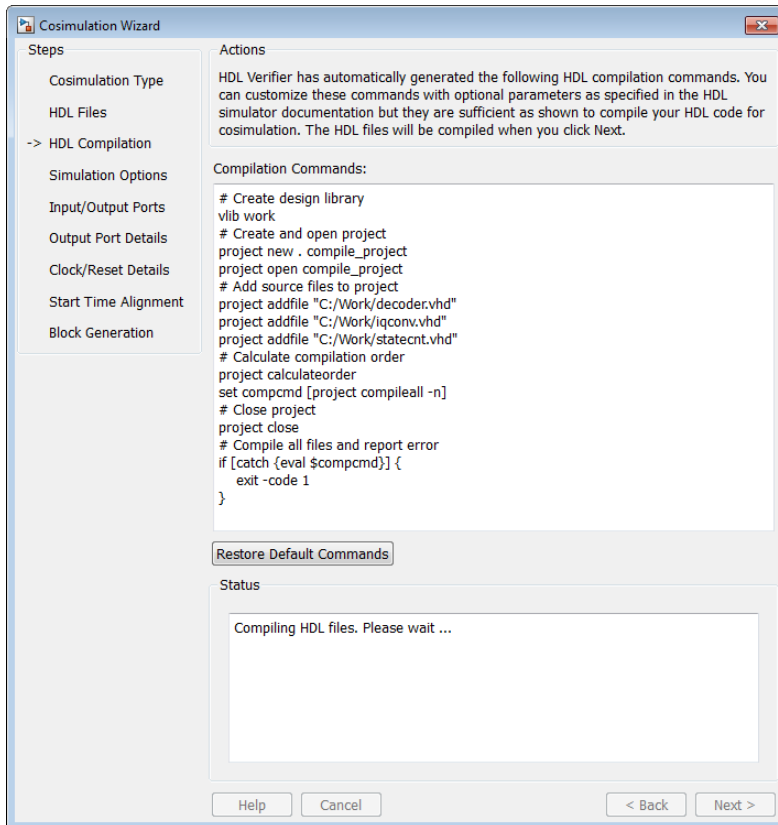 Cosimulation Wizard
Steps
Cosimulation Type
HDL Files
-> HDL Compilation
Simulation Options
Input/Output Ports
Output Port Details
Clock/Reset Details
Start Time Alignment
Block Generation
Actions
HDL Verifier has automatically generated the following HDL compilation commands. You
can customize these commands with optional parameters as specified in the HDL
simulator documentation but they are sufficient as shown to compile your HDL code for
cosimulation. The HDL files will be compiled when you click Next.
Compilation Commands:
# Create design library
vlib work
# Create and open project
project new . compile_project
project open compile_project
# Add source files to project
project addfile "C:/Work/decoder.vhd"
project addfile "C:/Work/iqconv.vhd"
project addfile "C:/Work/statecnt.vhd"
# Calculate compilation order
project calculateorder
set compcmd [project compileall -n]
# Close project
project close
# Compile all files and report error
if [catch {eval $compcmd}] {
exit -code 1
}
Restore Default Commands
Status
Compiling HDL files. Please wait ...
Help Cancel < Back Next >